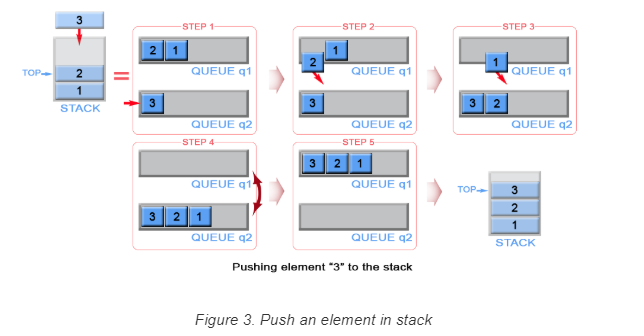 3
TOP
2
1
STACK
STEP 1
2 1
QUEUE q1
3
QUEUE q2
STEP 2
1
2
QUEUE q1
3
QUEUE q2
STEP 3
1
QUEUE q1
3 2
QUEUE q2
STEP 4
QUEUE q1
3 2 1
QUEUE q2
STEP 5
3 2 1
QUEUE q1
QUEUE q2
TOP
3
2
1
STACK
Pushing element "3" to the stack
Figure 3. Push an element in stack